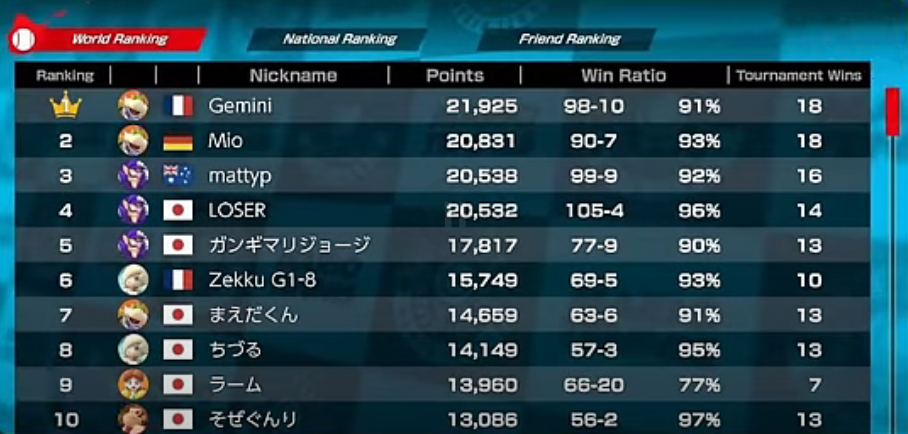 World Ranking National Ranking Friend Ranking
Ranking Nickname Points Win Ratio Tournament Wins
1 Gemini 21,925 98-10 91% 18
2 Mio 20,831 90-7 93% 18
3 mattyp 20,538 99-9 92% 16
4 LOSER 20,532 105-4 96% 14
5 ガンギマリジョージ 17,817 77-9 90% 13
6 Zekku G1-8 15,749 69-5 93% 10
7 まえだくん 14,659 63-6 91% 13
8 ちづる 14,149 57-3 95% 13
9 ラーム 13,960 66-20 77% 7
10 そぜぐんり 13,086 56-2 97% 13